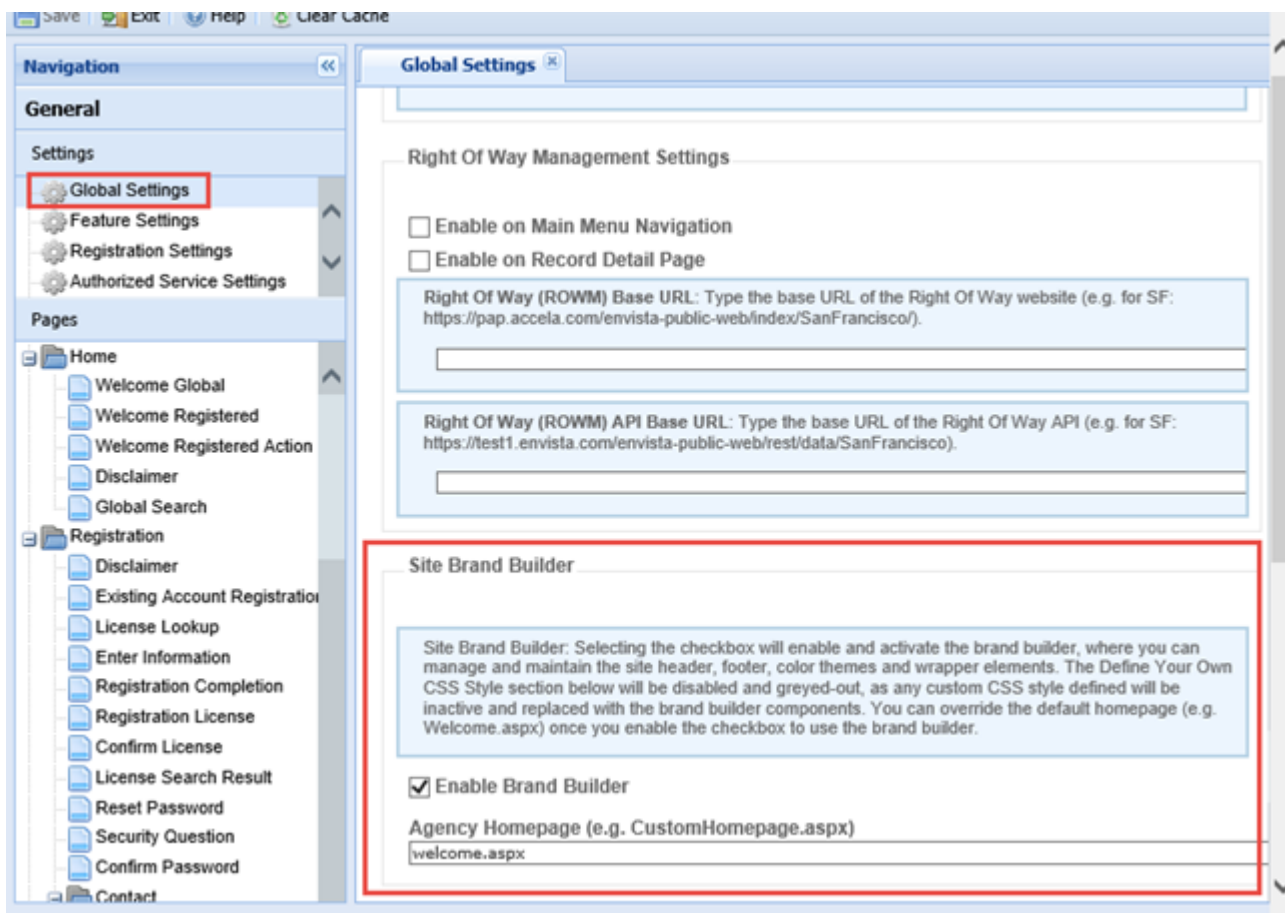 Save Exit Help Clear Cache
Navigation
General
Settings
Global Settings
Feature Settings
Registration Settings
Authorized Service Settings
Pages
Home
Welcome Global
Welcome Registered
Welcome Registered Action
Disclaimer
Global Search
Registration
Disclaimer
Existing Account Registration
License Lookup
Enter Information
Registration Completion
Registration License
Confirm License
License Search Result
Reset Password
Security Question
Confirm Password
Contact
Global Settings
Right Of Way Management Settings
Enable on Main Menu Navigation
Enable on Record Detail Page
Right Of Way (ROWM) Base URL: Type the base URL of the Right Of Way website (e.g. for SF:
https://pap.accela.com/envista-public-web/index/SanFrancisco/).
Right Of Way (ROWM) API Base URL: Type the base URL of the Right Of Way API (e.g. for SF:
https://test1.envista.com/envista-public-web/rest/data/SanFrancisco).
Site Brand Builder
Site Brand Builder: Selecting the checkbox will enable and activate the brand builder, where you can
manage and maintain the site header, footer, color themes and wrapper elements. The Define Your Own
CSS Style section below will be disabled and greyed-out, as any custom CSS style defined will be
inactive and replaced with the brand builder components. You can override the default homepage (e.g.
Welcome.aspx) once you enable the checkbox to use the brand builder.
Enable Brand Builder
Agency Homepage (e.g. CustomHomepage.aspx)
welcome.aspx